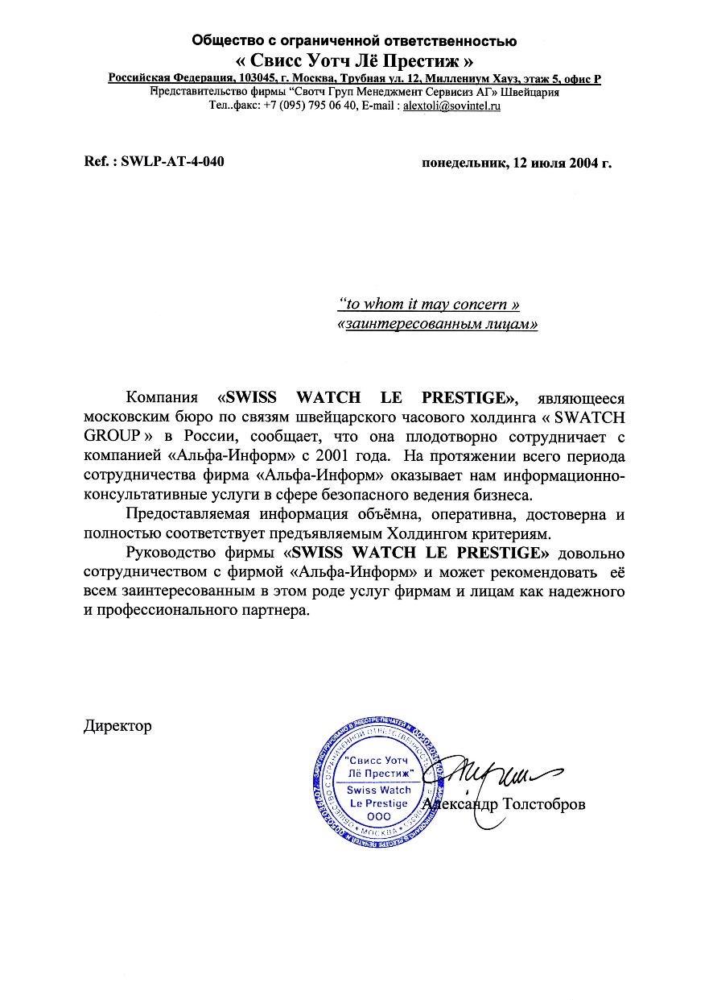 Общество с ограниченной ответственностью
« Свисс Уотч Лё Престиж »
Российская Федерация, 103045, г. Москва, Трубная ул. 12, Миллениум Хауз, этаж 5, офис Р
Представительство фирмы “Свотч Груп Менеджмент Сервисиз АГ» Швейцария
Тел..факс: +7 (095) 795 06 40, E-mail : alextoli@sovintel.ru
Ref. : SWLP-AT-4-040 понедельник, 12 июля 2004 г.
“to whom it may concern »
«заинтересованным лицам»
Компания «SWISS WATCH LE PRESTIGE», являющееся
московским бюро по связям швейцарского часового холдинга « SWATCH
GROUP » в России, сообщает, что она плодотворно сотрудничает с
компанией «Альфа-Информ» с 2001 года. На протяжении всего периода
сотрудничества фирма «Альфа-Информ» оказывает нам информационно-
консультативные услуги в сфере безопасного ведения бизнеса.
Предоставляемая информация объёмна, оперативна, достоверна и
полностью соответствует предъявляемым Холдингом критериям.
Руководство фирмы «SWISS WATCH LE PRESTIGE» довольно
сотрудничеством с фирмой «Альфа-Информ» и может рекомендовать её
всем заинтересованным в этом роде услуг фирмам и лицам как надежного
и профессионального партнера.
Директор
"Свисс Уотч
Лё Престиж"
Swiss Watch
Le Prestige
ООО
ОБЩЕСТВО С ОГРАНИЧЕННОЙ ОТВЕТСТВЕННОСТЬЮ
* МОСКВА *
Александр Толстобров